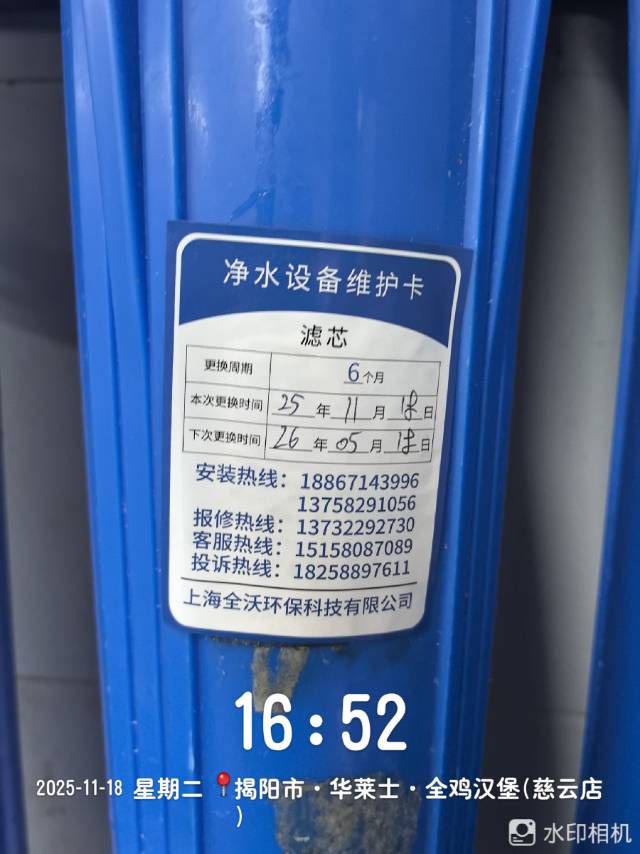 净水设备维护卡
滤芯
更换周期 6个月
本次更换时间 25年11月18日
下次更换时间 26年05月18日
安装热线：18867143996
13758291056
报修热线：13732292730
客服热线：15158087089
投诉热线：18258897611
上海全沃环保科技有限公司
16:52
2025-11-18 星期二 揭阳市·华莱士·全鸡汉堡(慈云店
)
水印相机